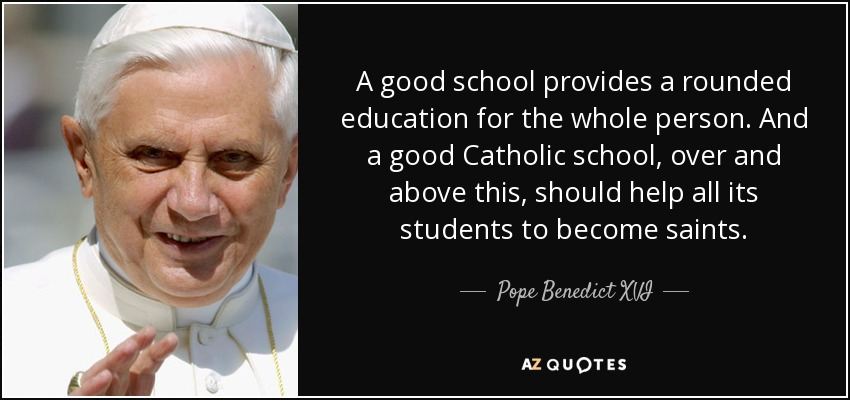 A good school provides a rounded
education for the whole person. And
a good Catholic school, over and
above this, should help all its
students to become saints.
Pope Benedict XVI
AZ QUOTES